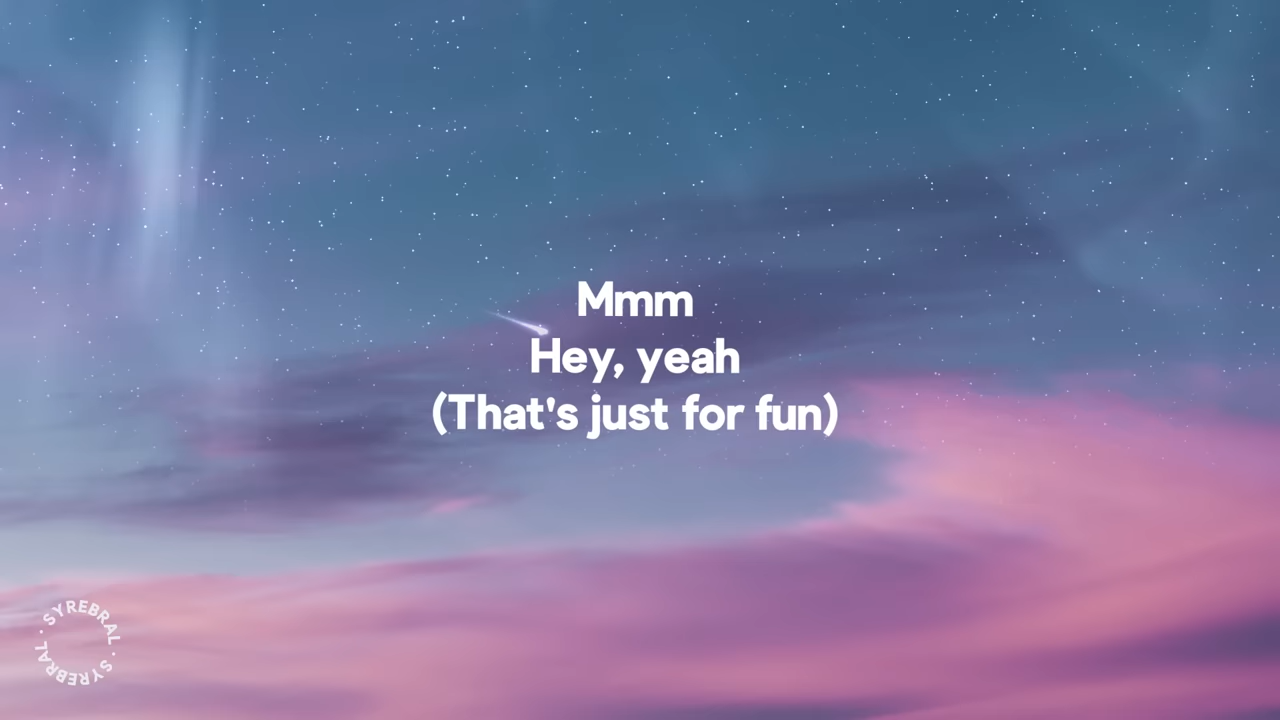 Mmm
Hey, yeah
(That's just for fun)
SYREBRAL · SYREBRAL ·